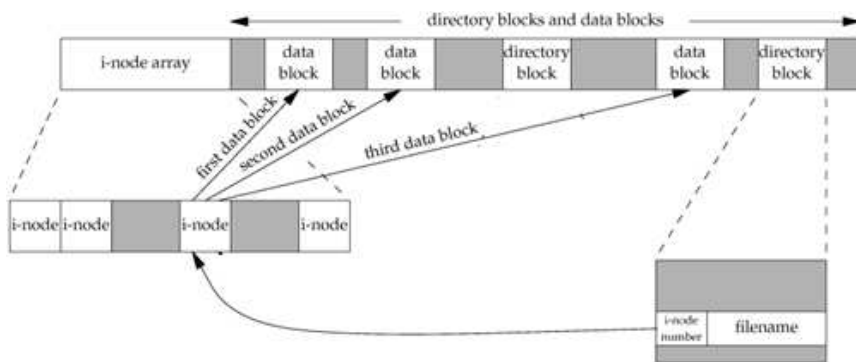 directory blocks and data blocks
i-node array
data
block
data
block
directory
block
data
block
directory
block
first data block
second data block
third data block
i-node
i-node
i-node
i-node
i-node
number
filename